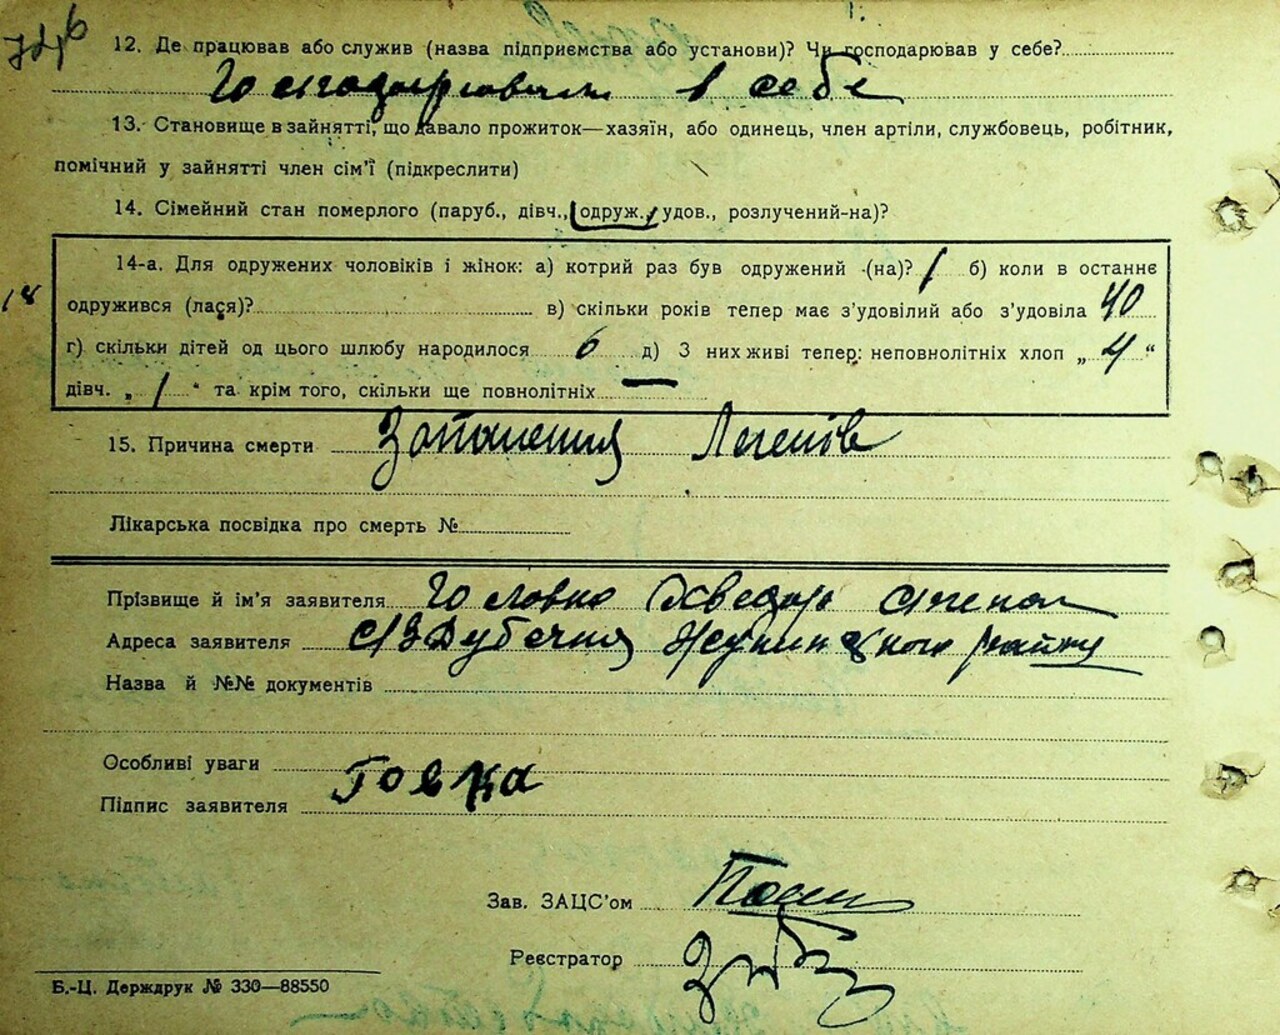 12. Де працював або служив (назва підприємства або установи)? Чи господарював у себе?
в себе
13. Становище в зайнятті, що давало прожиток—хазяїн, або одинець, член артілі, службовець, робітник,
помічний у зайнятті член сім'ї (підкреслити)
14. Сімейний стан померлого (паруб., дівч., одруж., удов., розлучений-на)?
14-а. Для одружених чоловіків і жінок: а) котрий раз був одружений (на)? 1 б) коли в останнє
18 одружився (лася)? в) скільки років тепер має з'удовілий або з'удовіла 40
г) скільки дітей од цього шлюбу народилося 6 д) З них живі тепер: неповнолітніх хлоп „ 4 “
дівч. „ 1 “ та крім того, скільки ще повнолітніх —
15. Причина смерти Запалення Легенів
Лікарська посвідка про смерть №
Прізвище й ім'я заявителя Головко Хведор
Адреса заявителя Дубечня району
Назва й №№ документів
Особливі уваги
Підпис заявителя
Зав. ЗАЦС'ом
Реєстратор
Б.-Ц. Держдрук № 330—88550